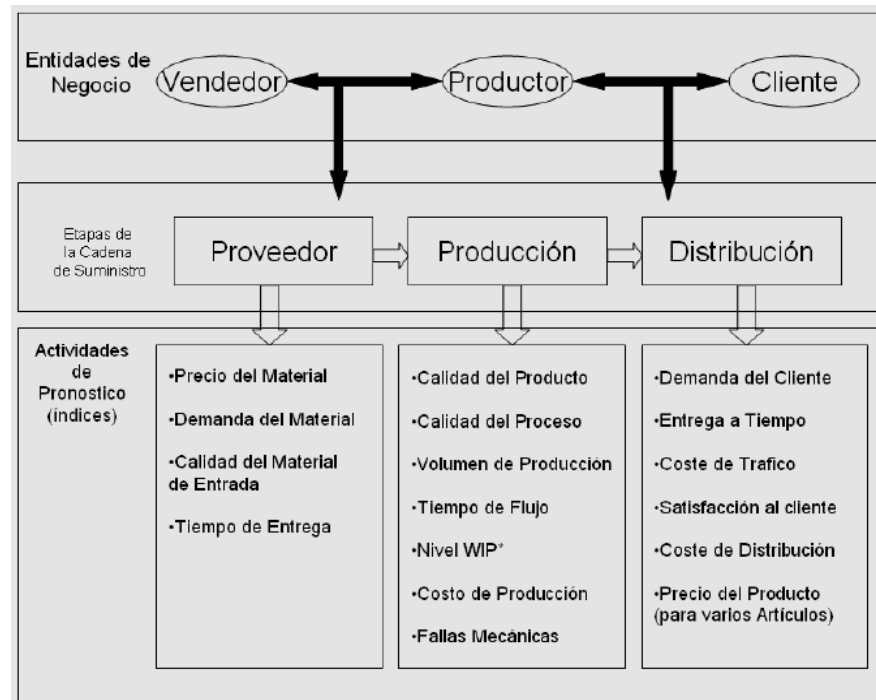 Entidades de
Negocio
Vendedor
Productor
Cliente
Etapas de
la Cadena
de Suministro
Proveedor
Producción
Distribución
Actividades
de
Pronostico
(índices)
•Precio del Material
•Demanda del Material
•Calidad del Material
de Entrada
•Tiempo de Entrega
•Calidad del Producto
•Calidad del Proceso
•Volumen de Producción
•Tiempo de Flujo
•Nivel WIP*
•Costo de Producción
•Fallas Mecánicas
•Demanda del Cliente
•Entrega a Tiempo
•Coste de Trafico
•Satisfacción al cliente
•Coste de Distribución
•Precio del Producto
(para varios Artículos)